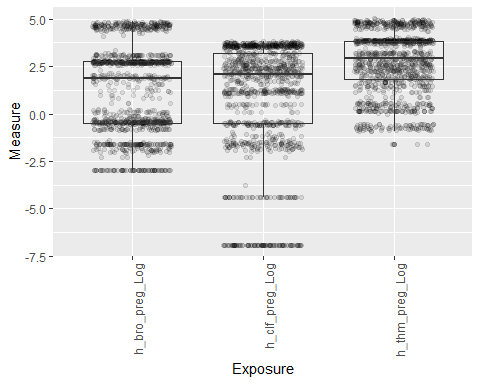 5.0
2.5
0.0
-2.5
-5.0
-7.5
Measure
h_bro_preg_Log
h_clf_preg_Log
h_thm_preg_Log
Exposure